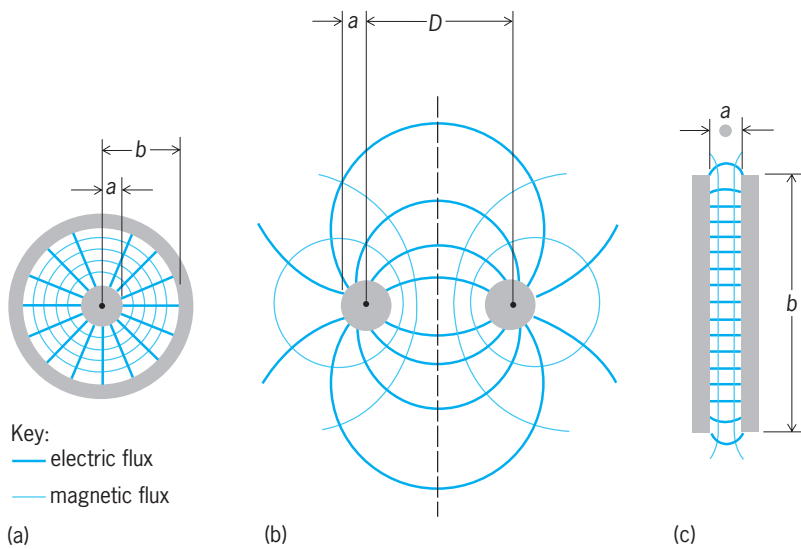 a
D
a
b
b
a
Key:
electric flux
magnetic flux
(a)
(b)
(c)